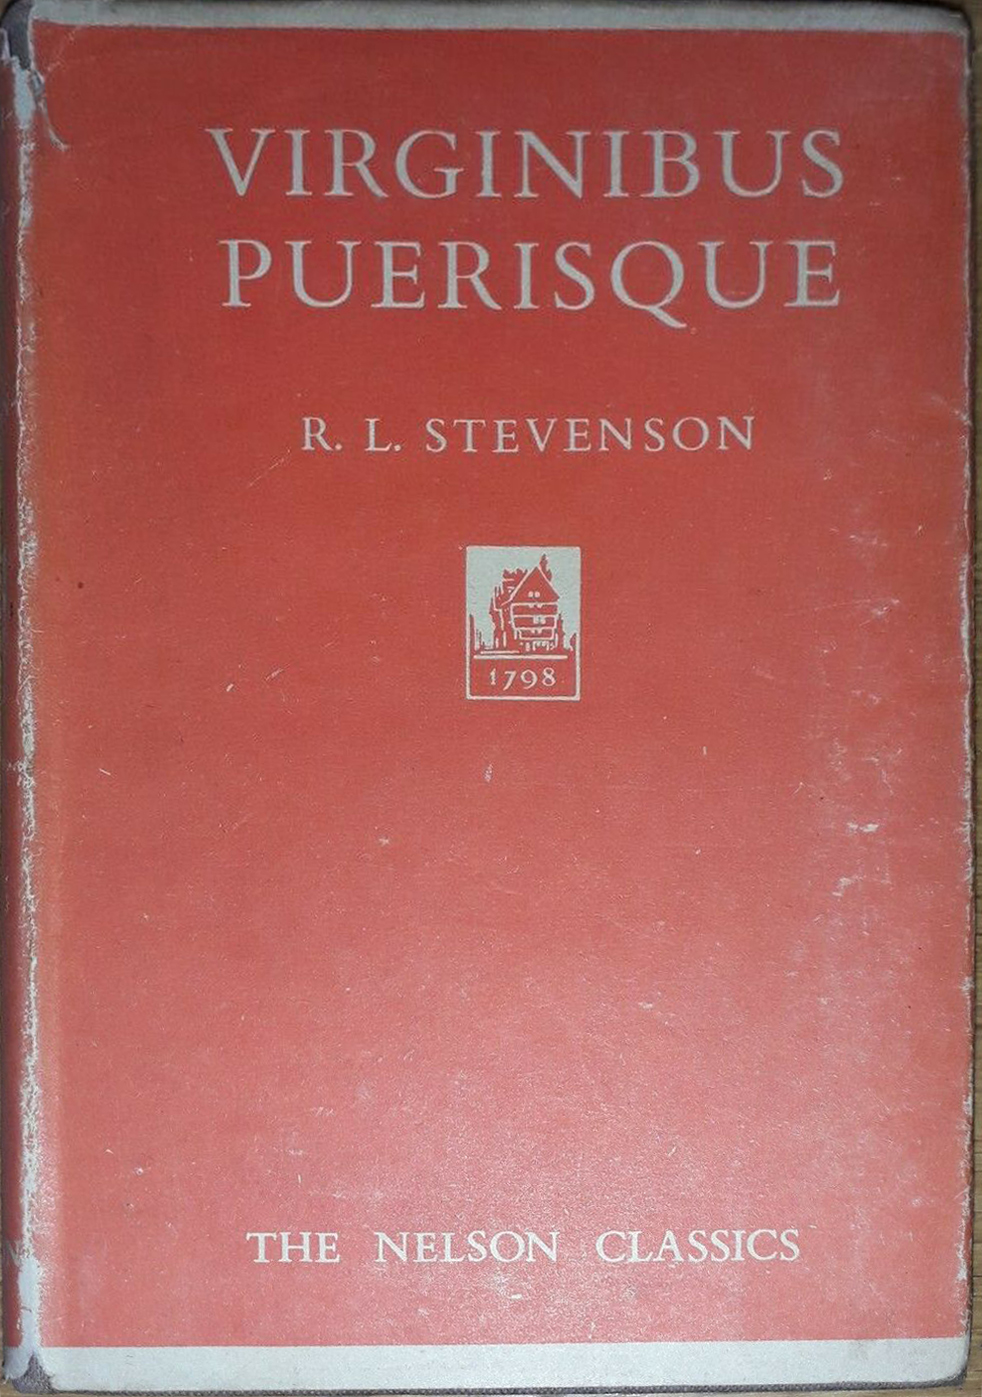 VIRGINIBUS
PUERISQUE
R. L. STEVENSON
1798
THE NELSON CLASSICS